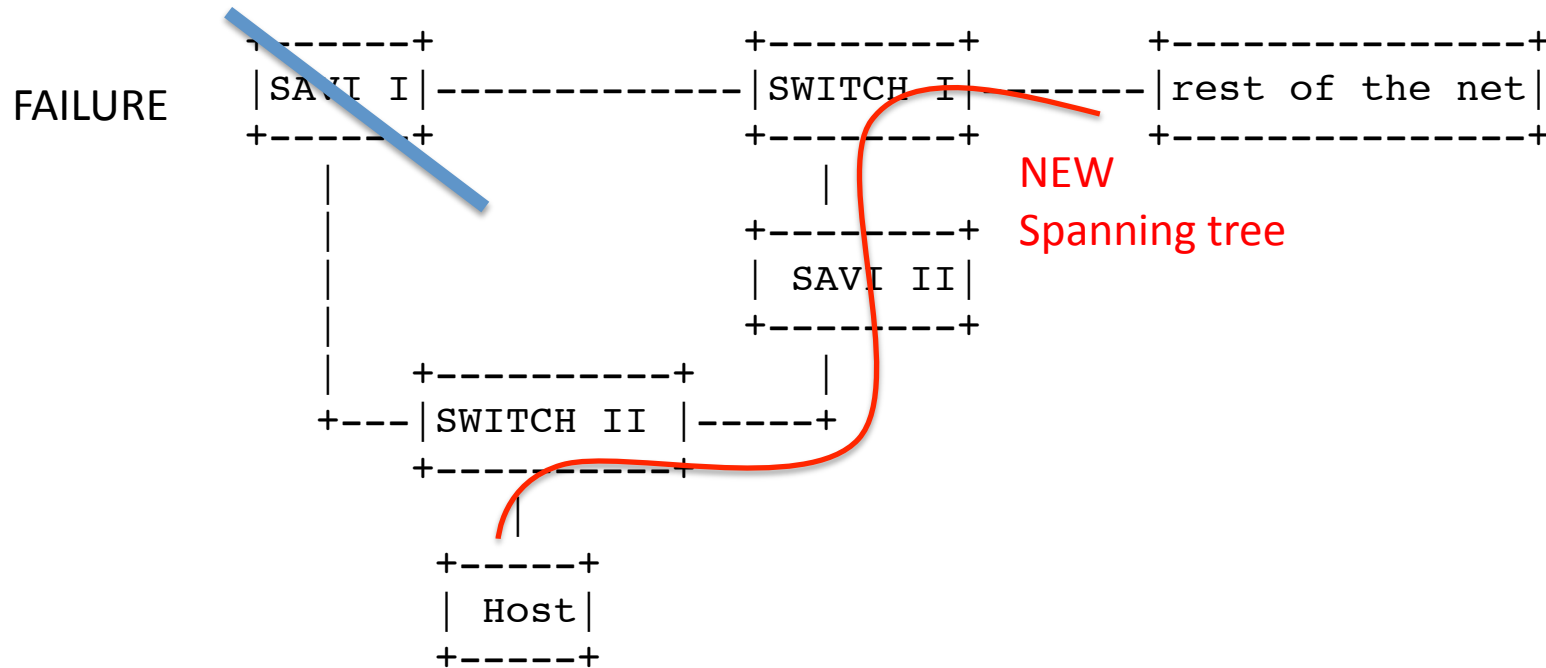 FAILURE
+------+ +--------+ +---------------+
|SAVI I|-------------|SWITCH I|-------|rest of the net|
+------+ +--------+ +---------------+
| |
NEW
| +--------+
Spanning tree
| | SAVI II|
| +--------+
| +----------+ |
+---|SWITCH II |-----+
+----------+
|
+-----+
| Host|
+-----+